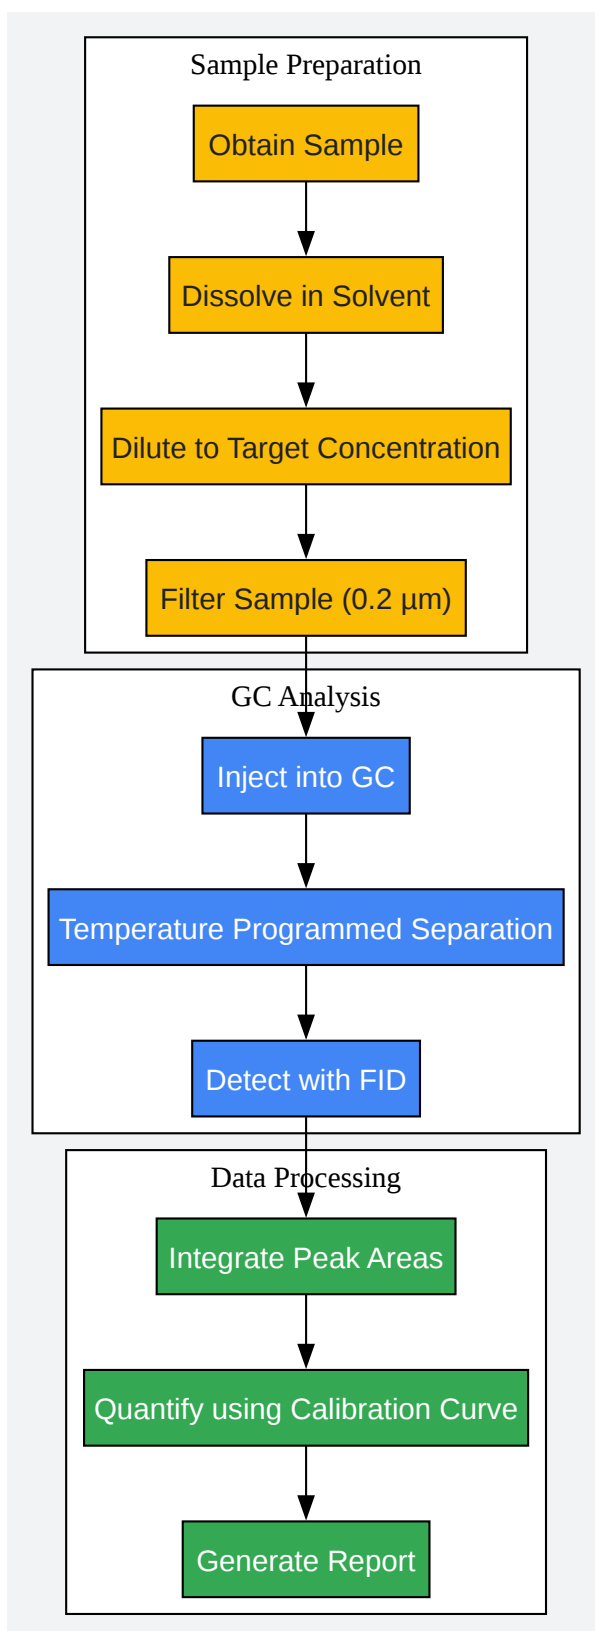 Sample Preparation
Obtain Sample
Dissolve in Solvent
Dilute to Target Concentration
Filter Sample (0.2 µm)
GC Analysis
Inject into GC
Temperature Programmed Separation
Detect with FID
Data Processing
Integrate Peak Areas
Quantify using Calibration Curve
Generate Report